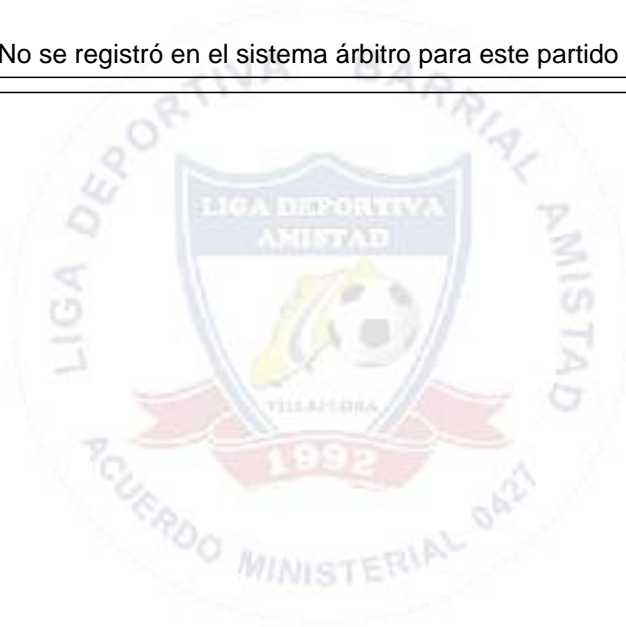 No se registró en el sistema árbitro para este partido
LIGA DEPORTIVA BARRIAL AMISTAD
LIGA DEPORTIVA
AMISTAD
VILLAFLORA
1992
ACUERDO MINISTERIAL 0427